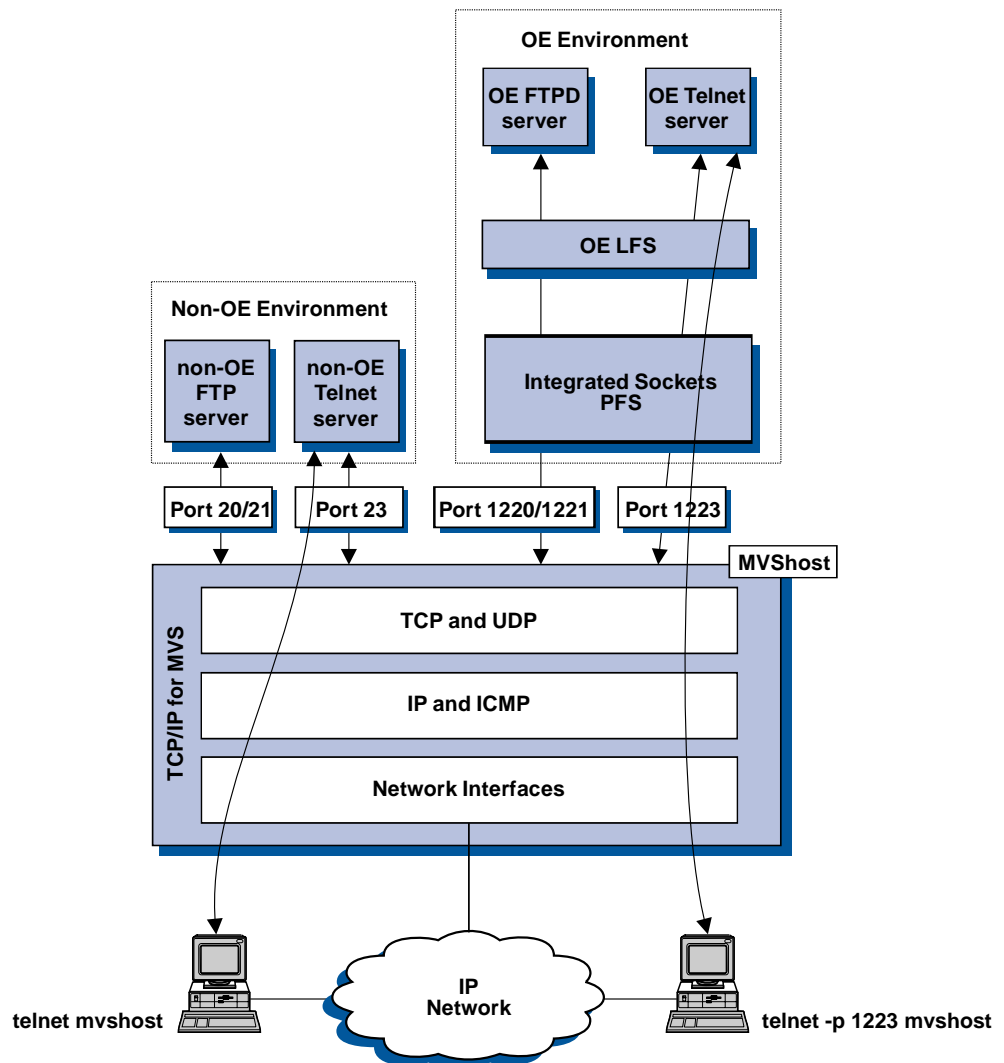 OE Environment
OE FTPD
server
OE Telnet
server
OE LFS
Non-OE Environment
non-OE
FTP
server
non-OE
Telnet
server
Integrated Sockets
PFS
Port 20/21
Port 23
Port 1220/1221
Port 1223
MVShost
TCP/IP for MVS
TCP and UDP
IP and ICMP
Network Interfaces
IP
Network
telnet mvshost
telnet -p 1223 mvshost